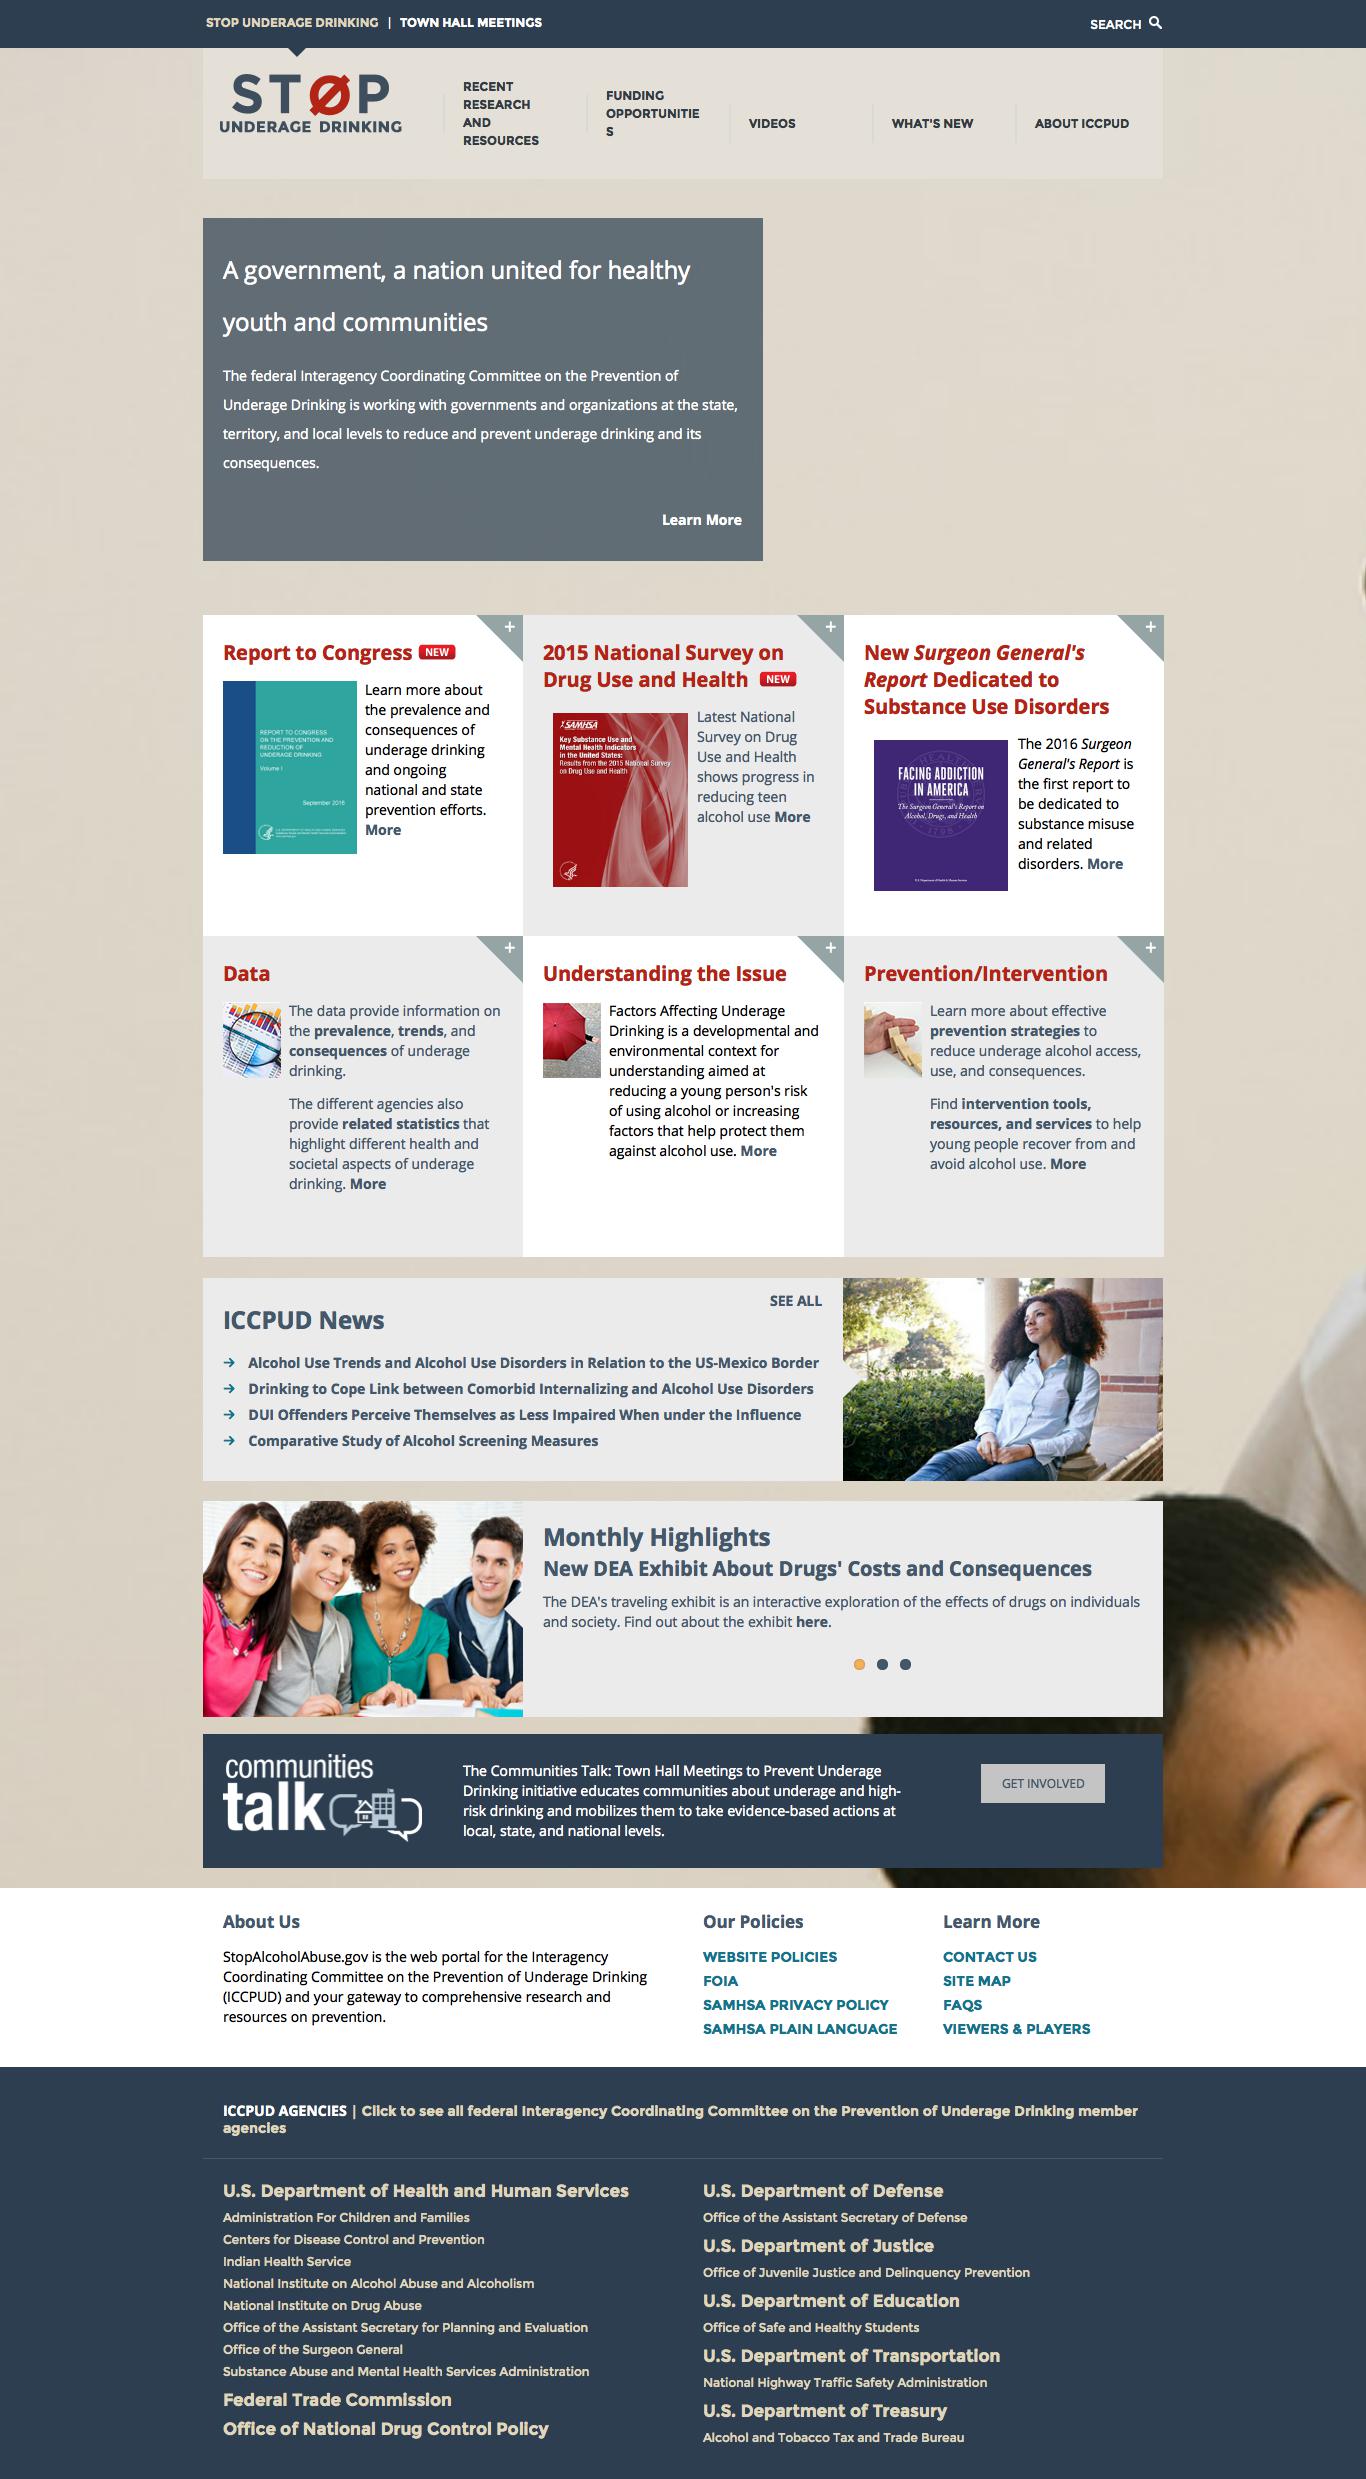 STOP UNDERAGE DRINKING | TOWN HALL MEETINGS
SEARCH
STOP
UNDERAGE DRINKING
RECENT
RESEARCH
AND
RESOURCES
FUNDING
OPPORTUNITIE
S
VIDEOS
WHAT'S NEW
ABOUT ICCPUD
A government, a nation united for healthy
youth and communities
The federal Interagency Coordinating Committee on the Prevention of
Underage Drinking is working with governments and organizations at the state,
territory, and local levels to reduce and prevent underage drinking and its
consequences.
Learn More
+
Report to Congress NEW
REPORT TO CONGRESS
ON THE PREVENTION AND
REDUCTION OF
UNDERAGE DRINKING
Volume I
September 2016
Learn more about
the prevalence and
consequences of
underage drinking
and ongoing
national and state
prevention efforts.
More
+
2015 National Survey on
Drug Use and Health NEW
SAMHSA
Key Substance Use and
Mental Health Indicators
in the United States:
Results from the 2015 National Survey
on Drug Use and Health
Latest National
Survey on Drug
Use and Health
shows progress in
reducing teen
alcohol use More
+
New Surgeon General's
Report Dedicated to
Substance Use Disorders
FACING ADDICTION
IN AMERICA
The Surgeon General's Report on
Alcohol, Drugs, and Health
1798
The 2016 Surgeon
General's Report is
the first report to
be dedicated to
substance misuse
and related
disorders. More
+
Data
The data provide information on
the prevalence, trends, and
consequences of underage
drinking.
The different agencies also
provide related statistics that
highlight different health and
societal aspects of underage
drinking. More
+
Understanding the Issue
Factors Affecting Underage
Drinking is a developmental and
environmental context for
understanding aimed at
reducing a young person's risk
of using alcohol or increasing
factors that help protect them
against alcohol use. More
+
Prevention/Intervention
Learn more about effective
prevention strategies to
reduce underage alcohol access,
use, and consequences.
Find intervention tools,
resources, and services to help
young people recover from and
avoid alcohol use. More
SEE ALL
ICCPUD News
Alcohol Use Trends and Alcohol Use Disorders in Relation to the US-Mexico Border
Drinking to Cope Link between Comorbid Internalizing and Alcohol Use Disorders
DUI Offenders Perceive Themselves as Less Impaired When under the Influence
Comparative Study of Alcohol Screening Measures
Monthly Highlights
New DEA Exhibit About Drugs' Costs and Consequences
The DEA's traveling exhibit is an interactive exploration of the effects of drugs on individuals
and society. Find out about the exhibit here.
communities
talk
The Communities Talk: Town Hall Meetings to Prevent Underage
Drinking initiative educates communities about underage and high-
risk drinking and mobilizes them to take evidence-based actions at
local, state, and national levels.
GET INVOLVED
About Us
StopAlcoholAbuse.gov is the web portal for the Interagency
Coordinating Committee on the Prevention of Underage Drinking
(ICCPUD) and your gateway to comprehensive research and
resources on prevention.
Our Policies
WEBSITE POLICIES
FOIA
SAMHSA PRIVACY POLICY
SAMHSA PLAIN LANGUAGE
Learn More
CONTACT US
SITE MAP
FAQS
VIEWERS & PLAYERS
ICCPUD AGENCIES | Click to see all federal Interagency Coordinating Committee on the Prevention of Underage Drinking member
agencies
U.S. Department of Health and Human Services
Administration For Children and Families
Centers for Disease Control and Prevention
Indian Health Service
National Institute on Alcohol Abuse and Alcoholism
National Institute on Drug Abuse
Office of the Assistant Secretary for Planning and Evaluation
Office of the Surgeon General
Substance Abuse and Mental Health Services Administration
Federal Trade Commission
Office of National Drug Control Policy
U.S. Department of Defense
Office of the Assistant Secretary of Defense
U.S. Department of Justice
Office of Juvenile Justice and Delinquency Prevention
U.S. Department of Education
Office of Safe and Healthy Students
U.S. Department of Transportation
National Highway Traffic Safety Administration
U.S. Department of Treasury
Alcohol and Tobacco Tax and Trade Bureau